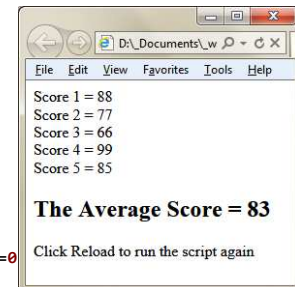 D:\_Documents\_w
File Edit View Favorites Tools Help
Score 1 = 88
Score 2 = 77
Score 3 = 66
Score 4 = 99
Score 5 = 85
The Average Score = 83
Click Reload to run the script again
=0